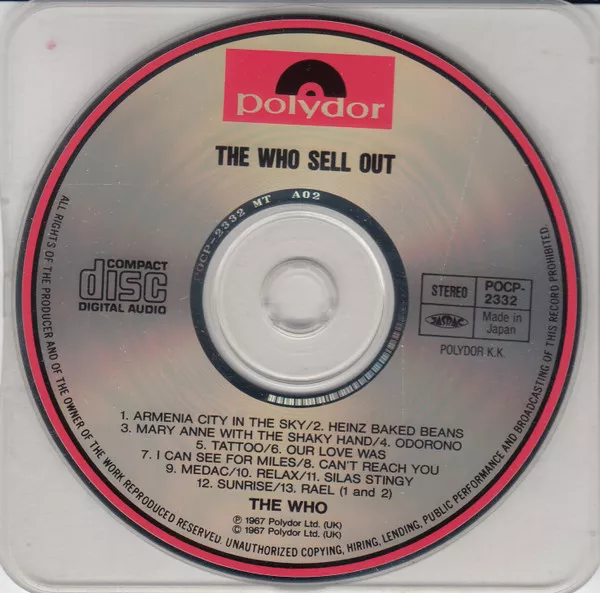 polydor
THE WHO SELL OUT
POCP-2332 MT A02
COMPACT
disc
DIGITAL AUDIO
STEREO
POCP-
2332
JASRAC
Made in
Japan
POLYDOR K.K.
1. ARMENIA CITY IN THE SKY/2. HEINZ BAKED BEANS
3. MARY ANNE WITH THE SHAKY HAND/4. ODORONO
5. TATTOO/6. OUR LOVE WAS
7. I CAN SEE FOR MILES/8. CAN'T REACH YOU
9. MEDAC/10. RELAX/11. SILAS STINGY
12. SUNRISE/13. RAEL (1 and 2)
THE WHO
℗ 1967 Polydor Ltd. (UK)
© 1967 Polydor Ltd. (UK)
ALL RIGHTS OF THE PRODUCER AND OF THE OWNER OF THE WORK REPRODUCED RESERVED. UNAUTHORIZED COPYING, HIRING, LENDING, PUBLIC PERFORMANCE AND BROADCASTING OF THIS RECORD PROHIBITED.